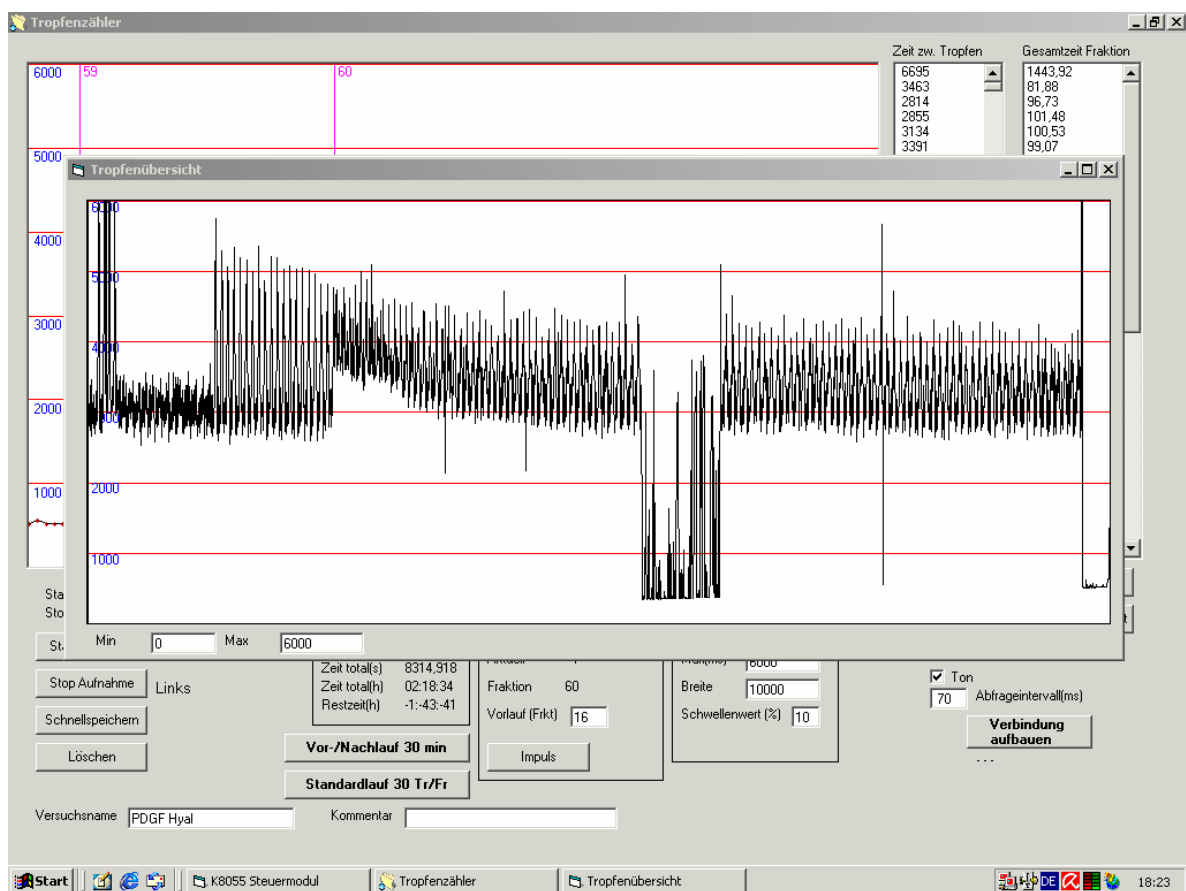 Tropfenzähler
Zeit zw. Tropfen
Gesamtzeit Fraktion
6000
59
60
5000
4000
3000
2000
1000
6695
3463
2814
2855
3134
3391
1443,92
81,88
96,73
101,48
100,53
99,07
Tropfenübersicht
6000
5000
4000
3000
2000
1000
Min
0
Max
6000
Sta
Sto
St
Stop Aufnahme
Links
Schnellspeichern
Löschen
Zeit total(s) 8314,918
Zeit total(h) 02:18:34
Restzeit(h) -1:-43:-41
Vor-/Nachlauf 30 min
Standardlauf 30 Tr/Fr
Fraktion 60
Vorlauf (Frkt) 16
Impuls
Max(ms) 6000
Breite 10000
Schwellenwert (%) 10
Ton
70 Abfrageintervall(ms)
Verbindung
aufbauen
...
Versuchsname PDGF Hyal
Kommentar
Start
K8055 Steuermodul
Tropfenzähler
Tropfenübersicht
DE
18:23